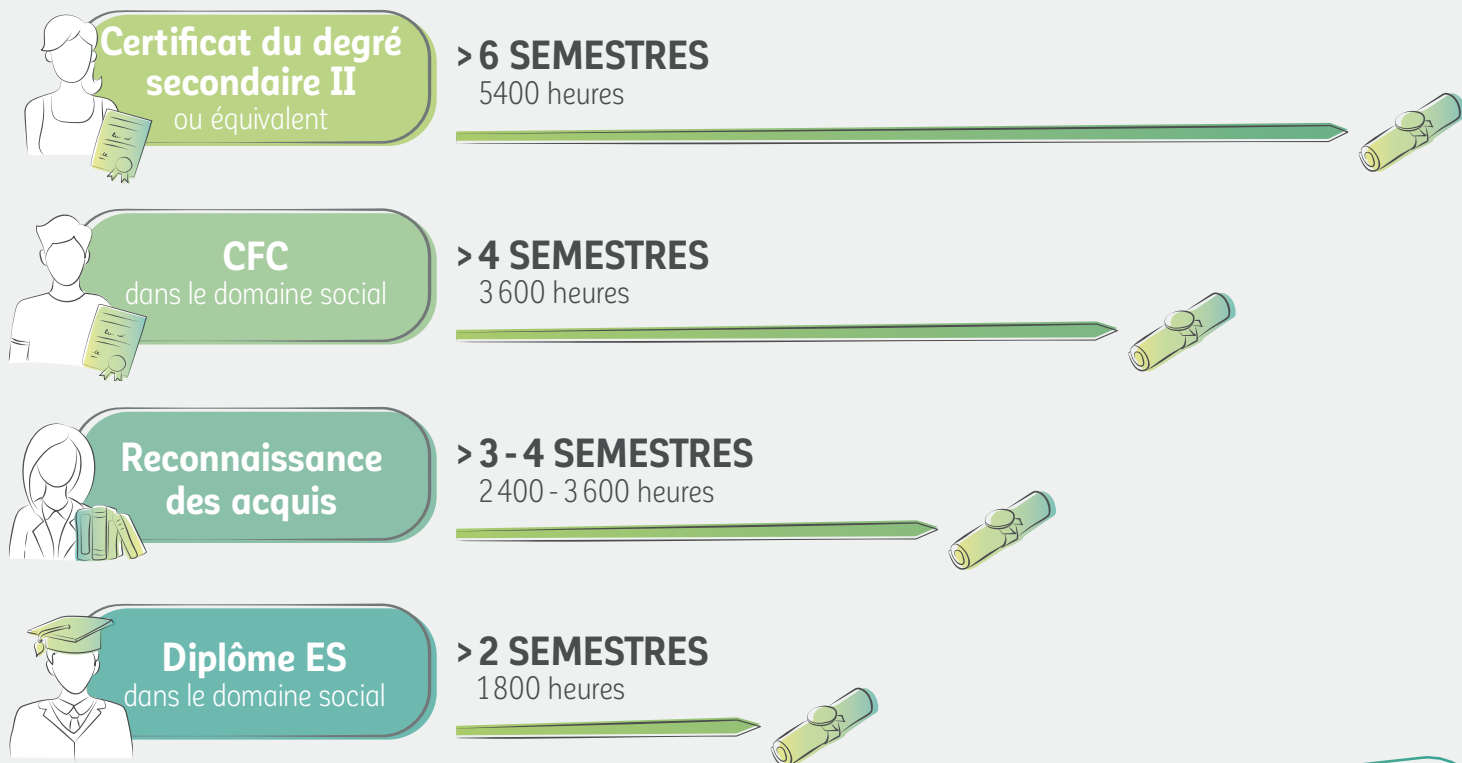 Certificat du degré
secondaire II
ou équivalent
> 6 SEMESTRES
5400 heures
CFC
dans le domaine social
> 4 SEMESTRES
3600 heures
Reconnaissance
des acquis
> 3-4 SEMESTRES
2400-3600 heures
Diplôme ES
dans le domaine social
> 2 SEMESTRES
1800 heures